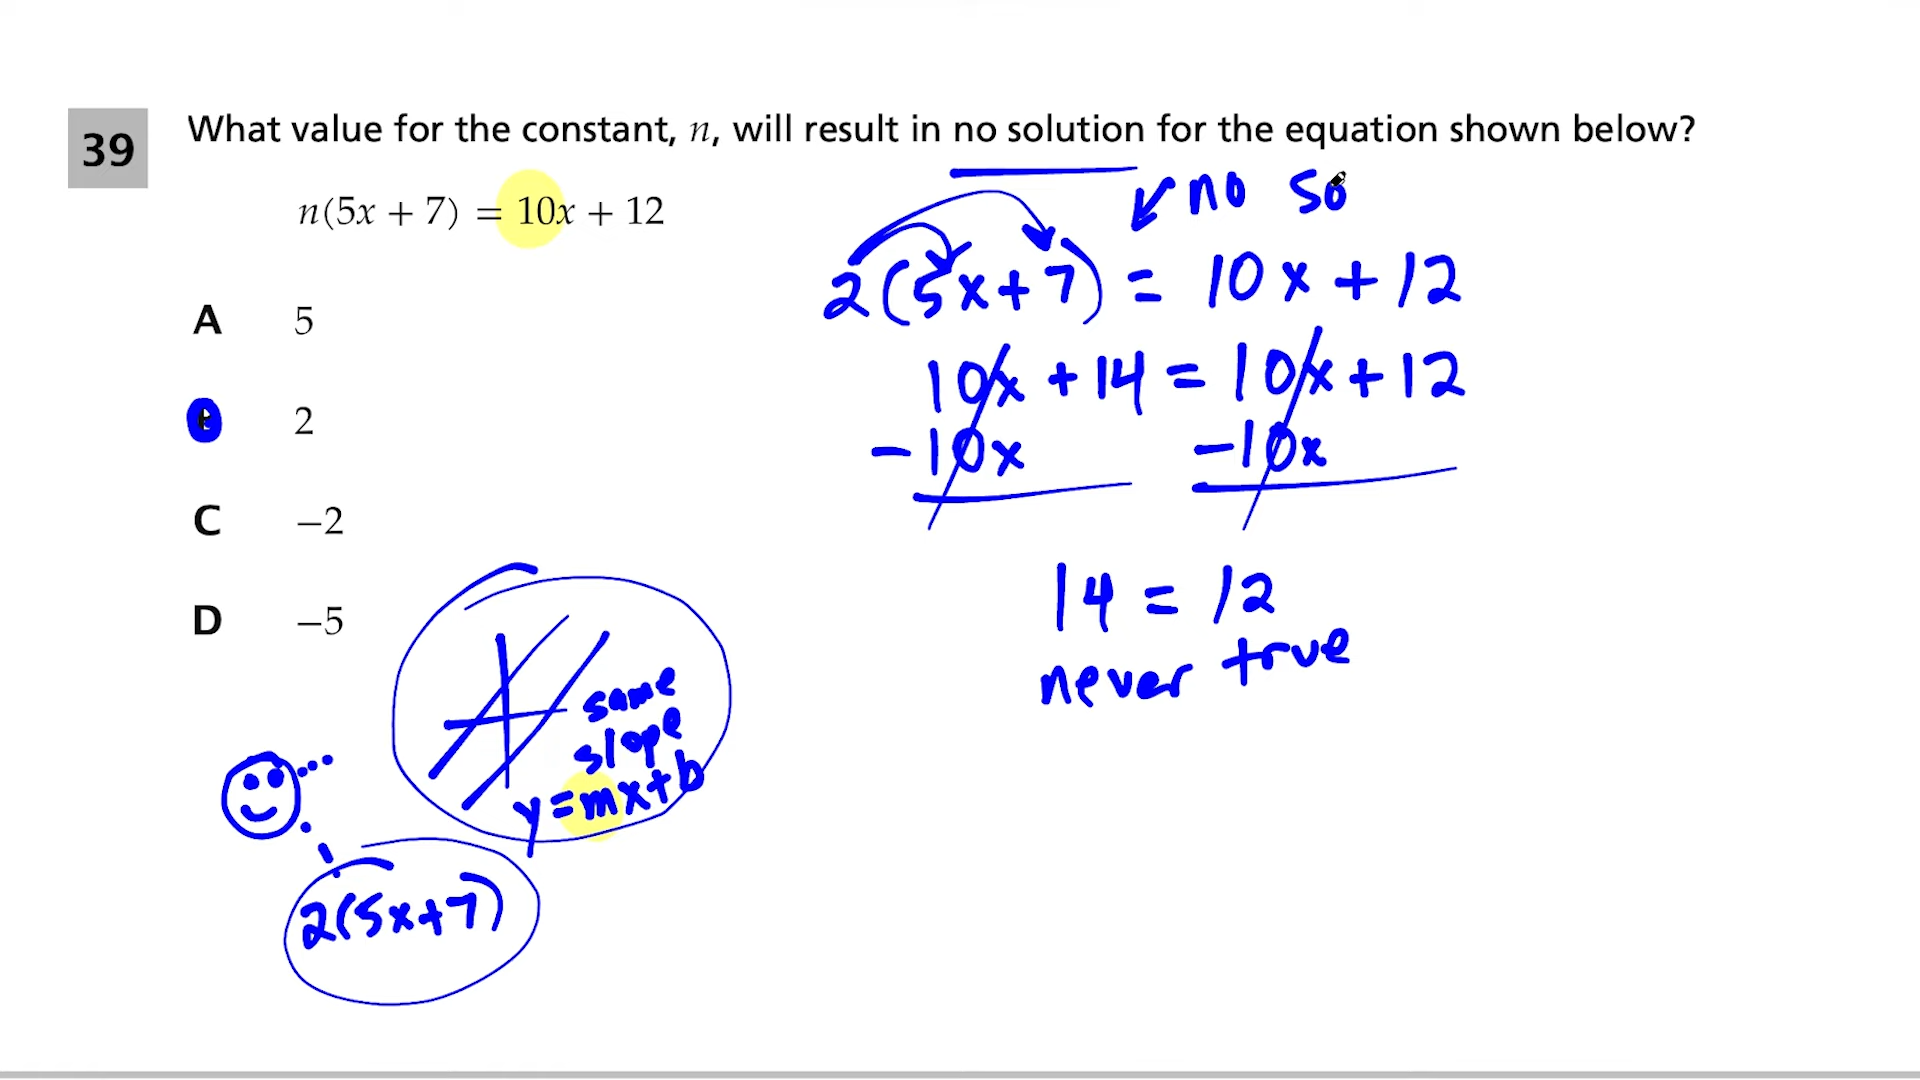 39 What value for the constant, n, will result in no solution for the equation shown below?
n(5x + 7) = 10x + 12
no so
2(5x+7) = 10x+12
A 5
10x+14 = 10x+12
2
-10x -10x
C −2
14 = 12
D −5
never true
same
slope
y=mx+b
2(5x+7)